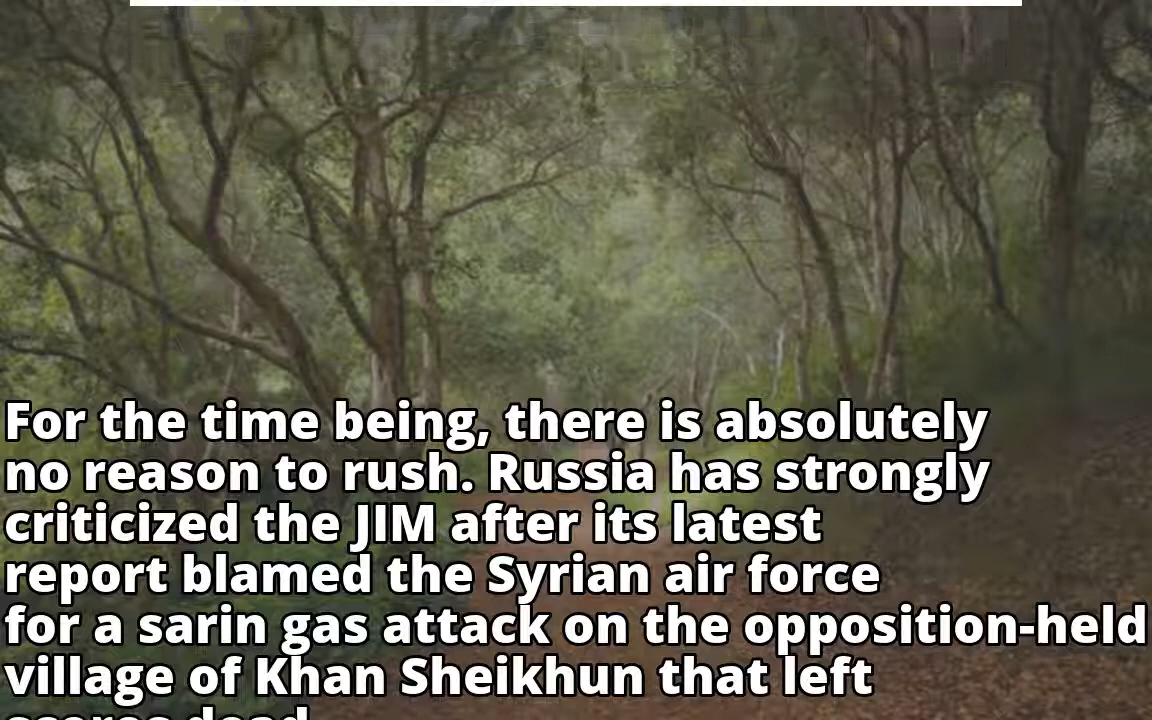 For the time being, there is absolutely
no reason to rush. Russia has strongly
criticized the JIM after its latest
report blamed the Syrian air force
for a sarin gas attack on the opposition-held
village of Khan Sheikhun that left
scores dead